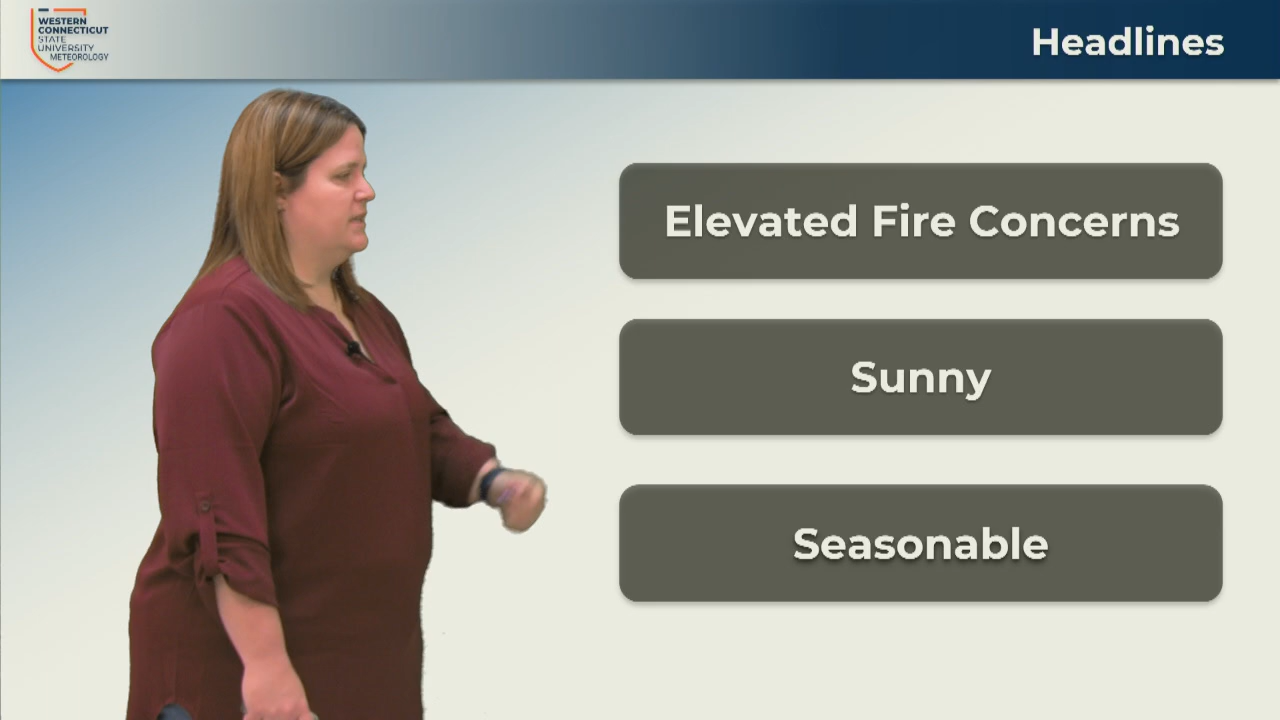 WESTERN
CONNECTICUT
STATE
UNIVERSITY
METEOROLOGY
Headlines
Elevated Fire Concerns
Sunny
Seasonable